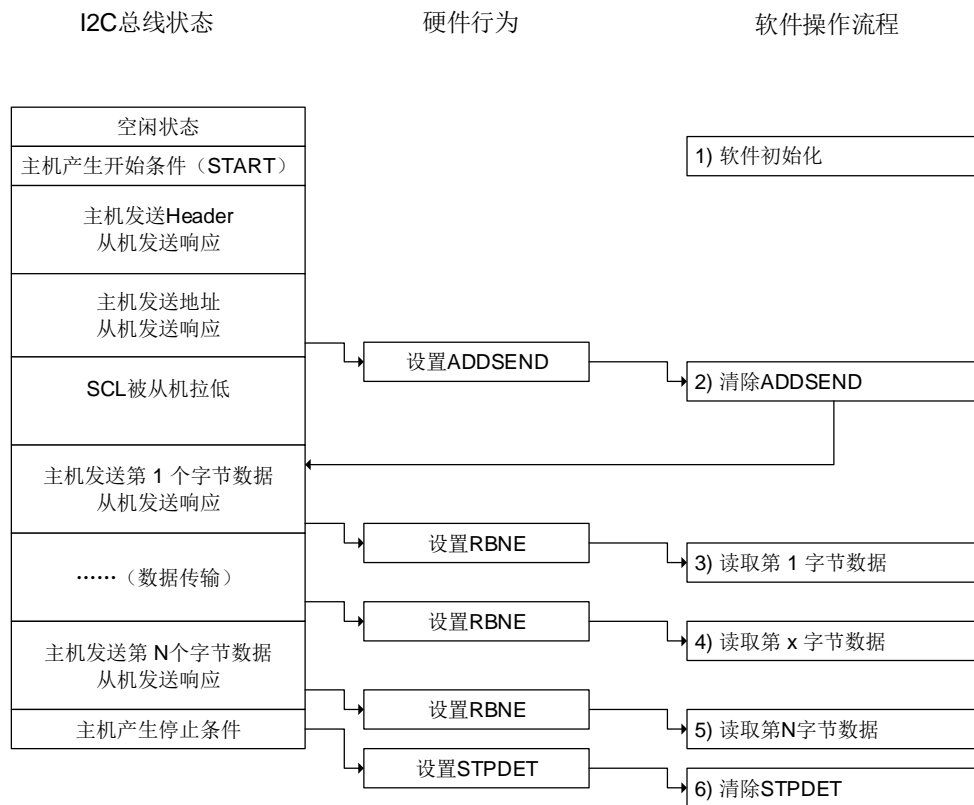 I2C总线状态
硬件行为
软件操作流程
空闲状态
主机产生开始条件（START）
1) 软件初始化
主机发送Header
从机发送响应
主机发送地址
从机发送响应
设置ADDSEND
2) 清除ADDSEND
SCL被从机拉低
主机发送第 1 个字节数据
从机发送响应
设置RBNE
3) 读取第 1 字节数据
……（数据传输）
设置RBNE
4) 读取第 x 字节数据
主机发送第 N个字节数据
从机发送响应
设置RBNE
5) 读取第N字节数据
主机产生停止条件
设置STPDET
6) 清除STPDET